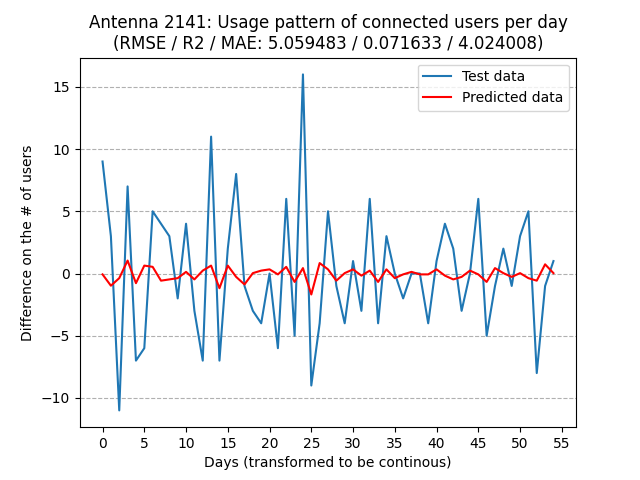 Antenna 2141: Usage pattern of connected users per day
(RMSE / R2 / MAE: 5.059483 / 0.071633 / 4.024008)
Test data
Predicted data
Difference on the # of users
15
10
5
0
−5
−10
0 5 10 15 20 25 30 35 40 45 50 55
Days (transformed to be continous)